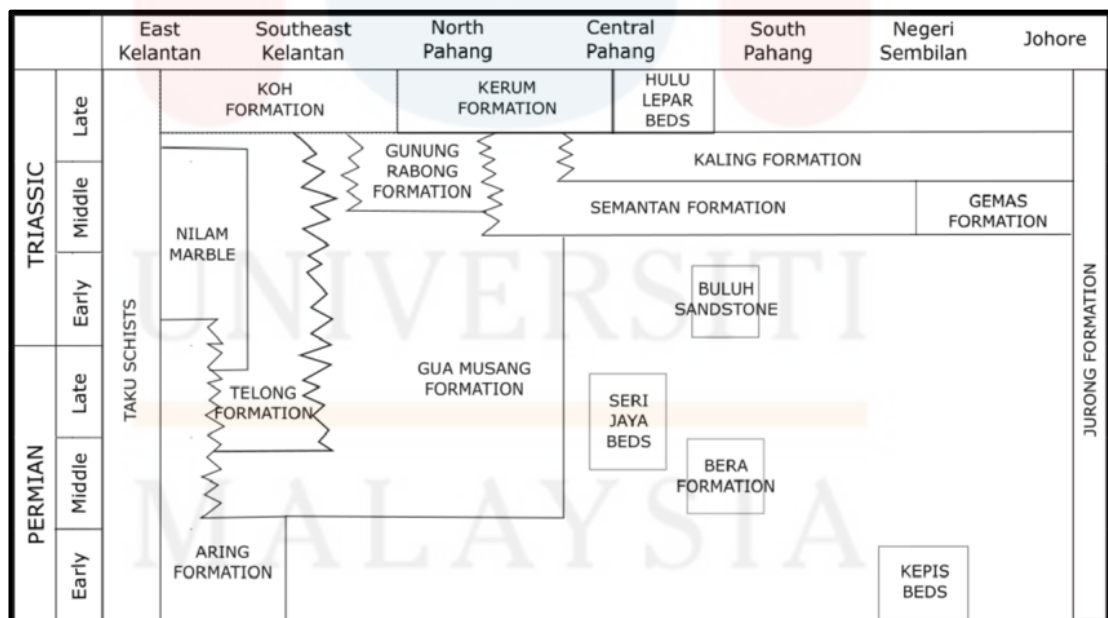 East
Kelantan
Southeast
Kelantan
North
Pahang
Central
Pahang
South
Pahang
Negeri
Sembilan
Johore
TRIASSIC
Late
Middle
Early
PERMIAN
Late
Middle
Early
TAKU SCHISTS
KOH
FORMATION
KERUM
FORMATION
HULU
LEPAR
BEDS
GUNUNG
RABONG
FORMATION
KALING FORMATION
SEMANTAN FORMATION
GEMAS
FORMATION
NILAM
MARBLE
BULUH
SANDSTONE
GUA MUSANG
FORMATION
TELONG
FORMATION
SERI
JAYA
BEDS
BERA
FORMATION
ARING
FORMATION
KEPIS
BEDS
JURONG FORMATION
UNIVERSITI
MALAYSIA